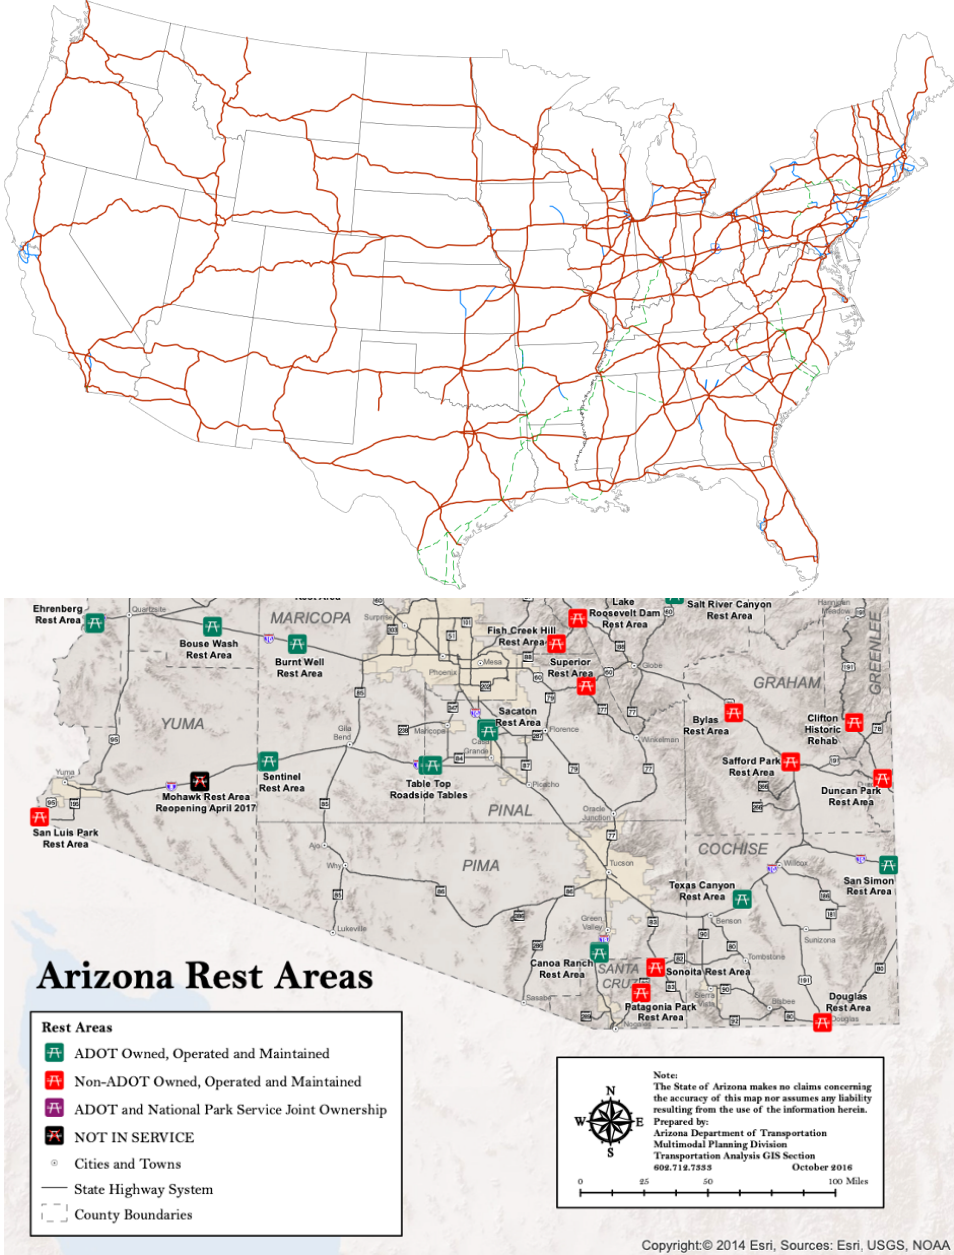 Rest Area
Ehrenberg
Rest Area
Quartzsite
Bouse Wash
Rest Area
Burnt Well
Rest Area
MARICOPA
Surprise
Phoenix
Mesa
Fish Creek Hill
Rest Area
Lake
Roosevelt Dam
Rest Area
Salt River Canyon
Rest Area
Superior
Rest Area
Globe
GRAHAM
GREENLEE
YUMA
Gila
Bend
Maricopa
Sacaton
Rest Area
Casa
Grande
Florence
Winkelman
Bylas
Rest Area
Clifton
Historic
Rehab
Safford Park
Rest Area
Duncan Park
Rest Area
Yuma
Mohawk Rest Area
Reopening April 2017
Sentinel
Rest Area
Table Top
Roadside Tables
Picacho
PINAL
Oracle
Junction
San Luis Park
Rest Area
Ajo
Why
PIMA
Tucson
COCHISE
Willcox
San Simon
Rest Area
Texas Canyon
Rest Area
Benson
Lukeville
Green
Valley
Canoa Ranch
Rest Area
SANTA
CRUZ
Sonoita Rest Area
Tombstone
Sunizona
Sasabe
Patagonia Park
Rest Area
Sierra
Vista
Bisbee
Douglas
Rest Area
Douglas
Nogales
Arizona Rest Areas
Rest Areas
ADOT Owned, Operated and Maintained
Non-ADOT Owned, Operated and Maintained
ADOT and National Park Service Joint Ownership
NOT IN SERVICE
Cities and Towns
State Highway System
County Boundaries
N
W E
S
Note:
The State of Arizona makes no claims concerning
the accuracy of this map nor assumes any liability
resulting from the use of the information herein.
Prepared by:
Arizona Department of Transportation
Multimodal Planning Division
Transportation Analysis GIS Section
602.712.7333 October 2016
0 25 50 100 Miles
Copyright:© 2014 Esri, Sources: Esri, USGS, NOAA